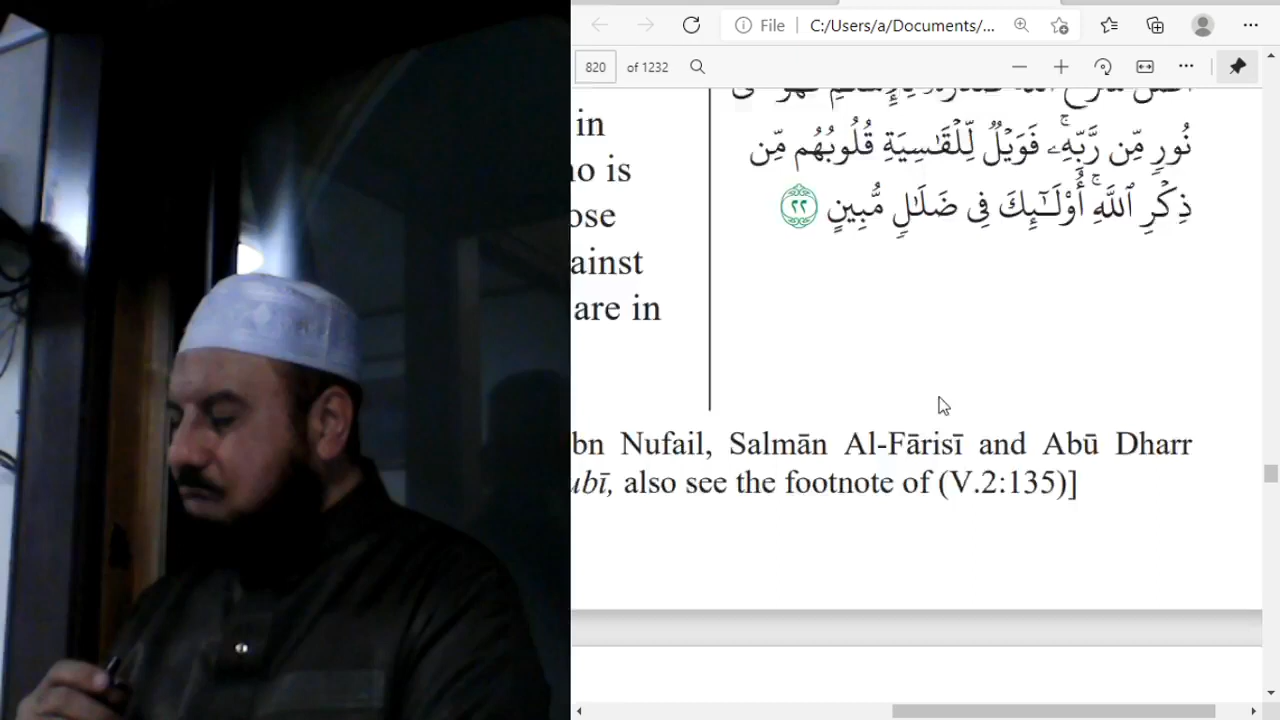 File C:/Users/a/Documents/...
820 of 1232
in
is
نُورٍ مِّن رَّبِّهِۦۚ فَوَيْلٌ لِّلْقَـٰسِيَةِ قُلُوبُهُم مِّن
ose
ذِكْرِ ٱللَّهِۚ أُوْلَـٰٓئِكَ فِى ضَلَـٰلٍ مُّبِينٍ ٢٢
ainst
are in
bn Nufail, Salmān Al-Fārisī and Abū Dharr
ubī, also see the footnote of (V.2:135)]